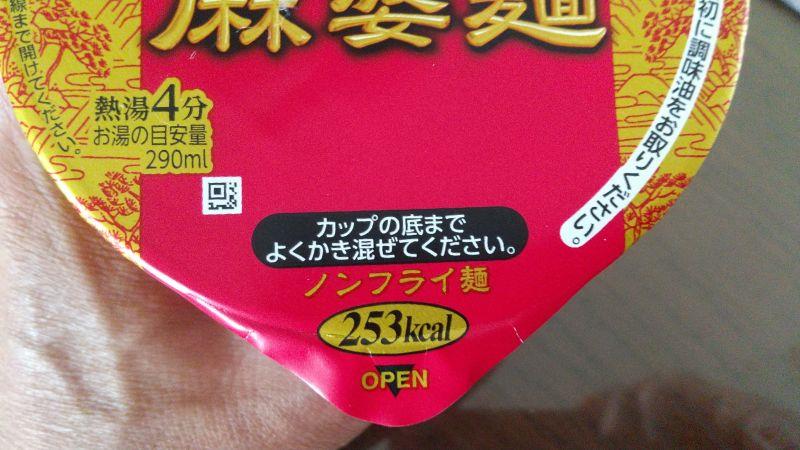 麻婆麺
線まで開けてください。
初に調味油をお取りください。
熱湯4分
お湯の目安量
290ml
カップの底まで
よくかき混ぜてください。
ノンフライ麺
253kcal
OPEN